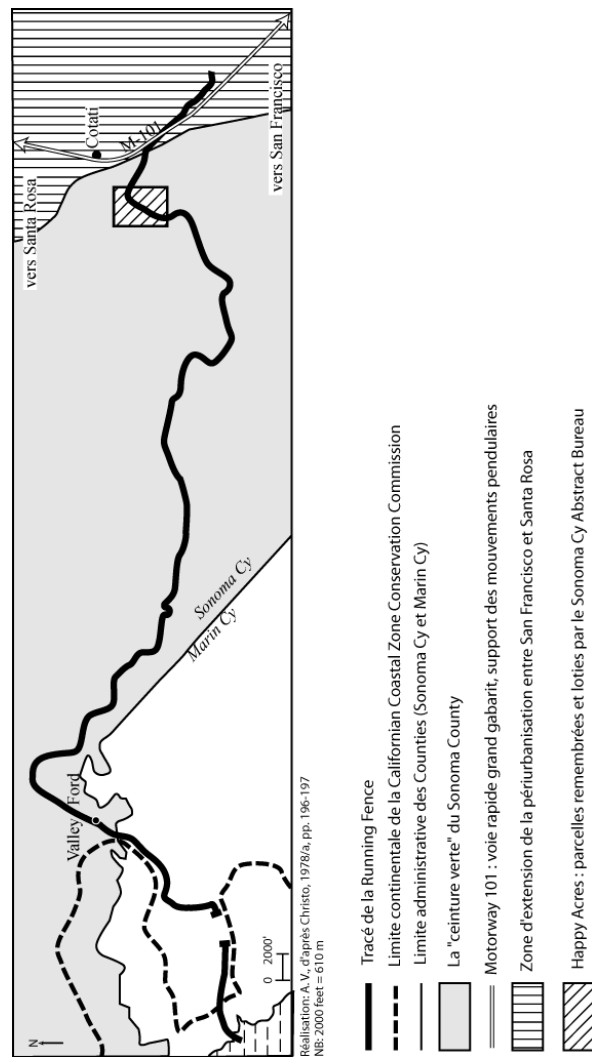 N
vers Santa Rosa
Cotati
M-101
vers San Francisco
Valley Ford
Sonoma Cy
Marin Cy
0 2000'
Réalisation: A.V., d'après Christo, 1978/a, pp. 196-197
NB: 2000 feet = 610 m
Tracé de la Running Fence
Limite continentale de la Californian Coastal Zone Conservation Commission
Limite administrative des Counties (Sonoma Cy et Marin Cy)
La "ceinture verte" du Sonoma County
Motorway 101 : voie rapide grand gabarit, support des mouvements pendulaires
Zone d'extension de la périurbanisation entre San Francisco et Santa Rosa
Happy Acres : parcelles remembrées et loties par le Sonoma Cy Abstract Bureau